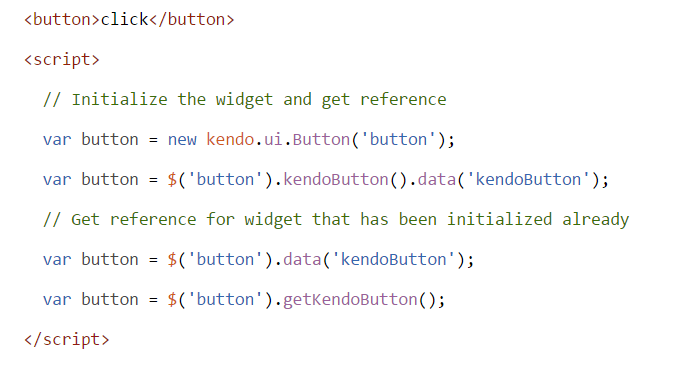 <button>click</button>
<script>
// Initialize the widget and get reference
var button = new kendo.ui.Button('button');
var button = $('button').kendoButton().data('kendoButton');
// Get reference for widget that has been initialized already
var button = $('button').data('kendoButton');
var button = $('button').getKendoButton();
</script>